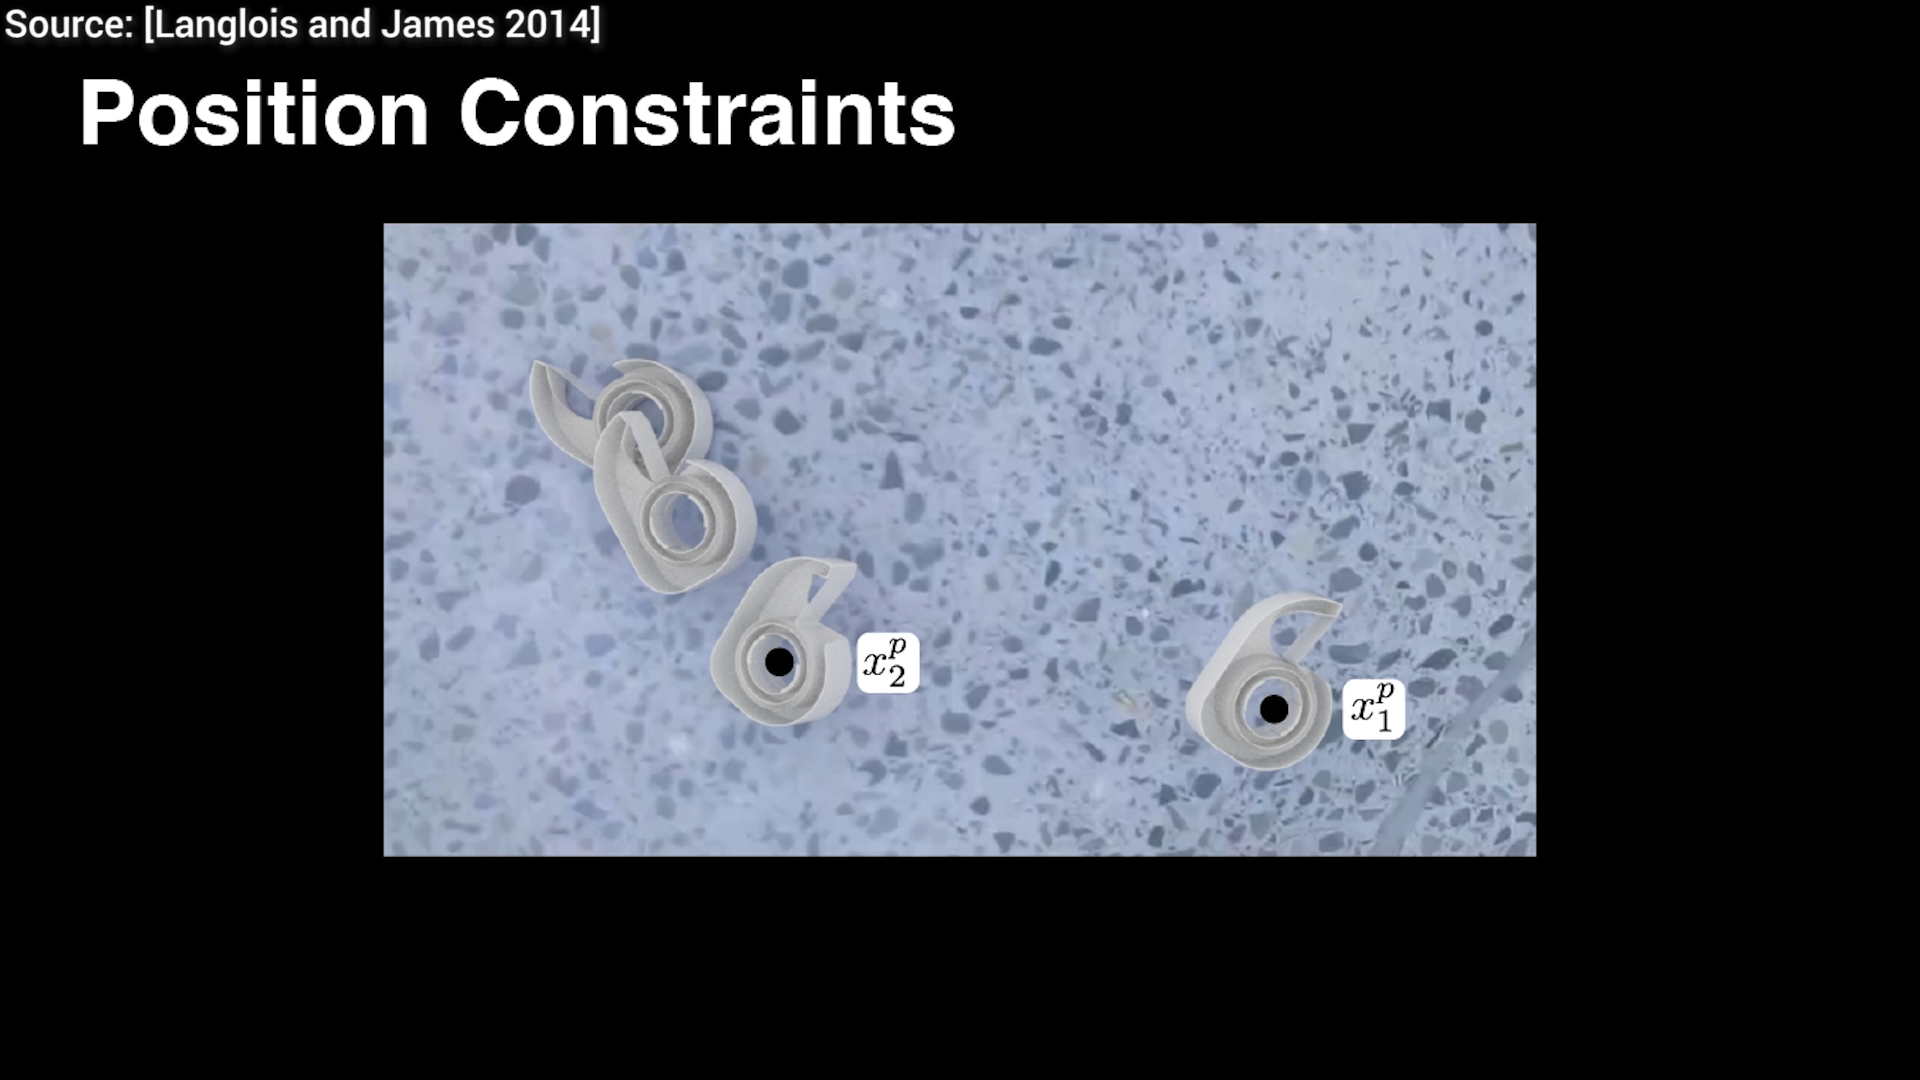 Source: [Langlois and James 2014]
Position Constraints
x_2^p
x_1^p